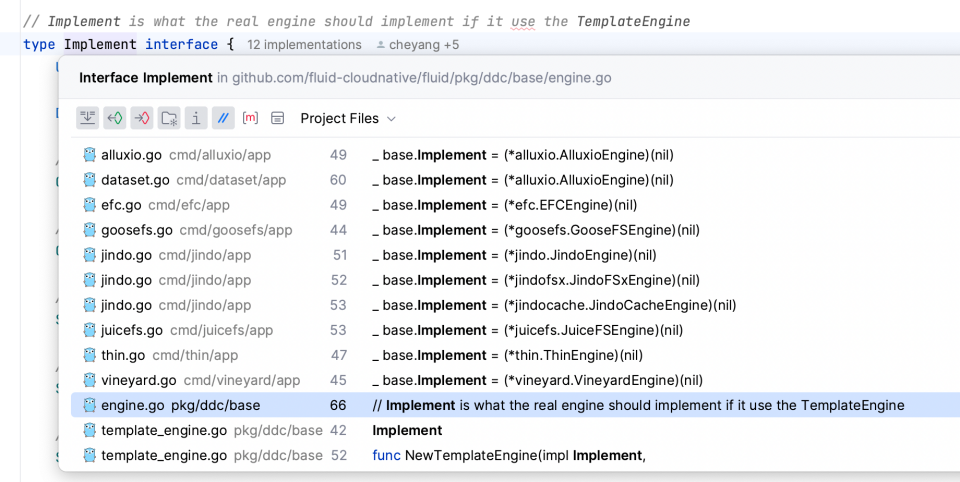 // Implement is what the real engine should implement if it use the TemplateEngine
type Implement interface { 12 implementations cheyang +5
Interface Implement in github.com/fluid-cloudnative/fluid/pkg/ddc/base/engine.go
i // [m] Project Files
alluxio.go cmd/alluxio/app 49 _ base.Implement = (*alluxio.AlluxioEngine)(nil)
dataset.go cmd/dataset/app 60 _ base.Implement = (*alluxio.AlluxioEngine)(nil)
efc.go cmd/efc/app 49 _ base.Implement = (*efc.EFCEngine)(nil)
goosefs.go cmd/goosefs/app 44 _ base.Implement = (*goosefs.GooseFSEngine)(nil)
jindo.go cmd/jindo/app 51 _ base.Implement = (*jindo.JindoEngine)(nil)
jindo.go cmd/jindo/app 52 _ base.Implement = (*jindofsx.JindoFSxEngine)(nil)
jindo.go cmd/jindo/app 53 _ base.Implement = (*jindocache.JindoCacheEngine)(nil)
juicefs.go cmd/juicefs/app 53 _ base.Implement = (*juicefs.JuiceFSEngine)(nil)
thin.go cmd/thin/app 47 _ base.Implement = (*thin.ThinEngine)(nil)
vineyard.go cmd/vineyard/app 45 _ base.Implement = (*vineyard.VineyardEngine)(nil)
engine.go pkg/ddc/base 66 // Implement is what the real engine should implement if it use the TemplateEngine
template_engine.go pkg/ddc/base 42 Implement
template_engine.go pkg/ddc/base 52 func NewTemplateEngine(impl Implement,